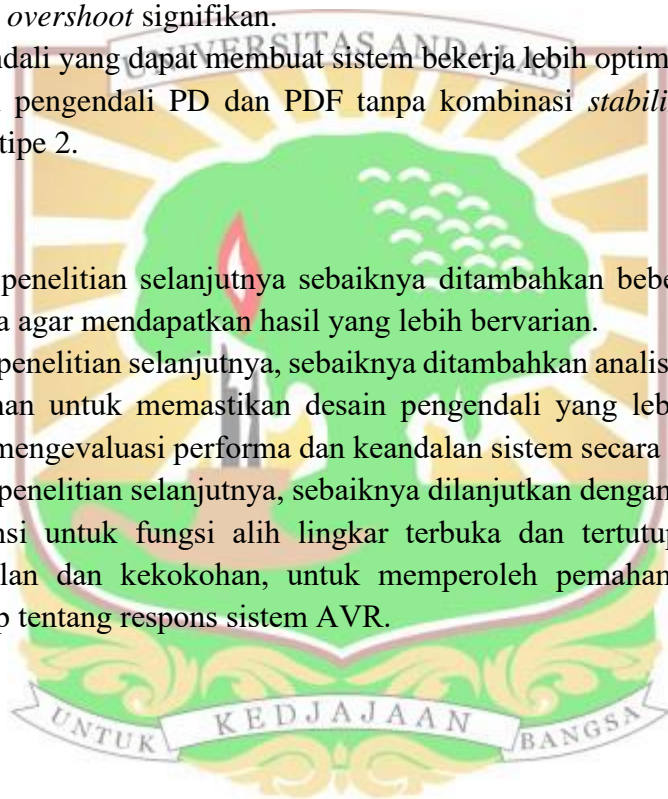 overshoot signifikan.
ndali yang dapat membuat sistem bekerja lebih optim
UNIVERSITAS ANDALAS
pengendali PD dan PDF tanpa kombinasi stabili
tipe 2.
penelitian selanjutnya sebaiknya ditambahkan bebe
a agar mendapatkan hasil yang lebih bervarian.
penelitian selanjutnya, sebaiknya ditambahkan analis
nan untuk memastikan desain pengendali yang leb
mengevaluasi performa dan keandalan sistem secara
penelitian selanjutnya, sebaiknya dilanjutkan dengan
nsi untuk fungsi alih lingkar terbuka dan tertutup
lan dan kekokohan, untuk memperoleh pemahan
p tentang respons sistem AVR.
UNTUK KEDJAJAAN BANGSA